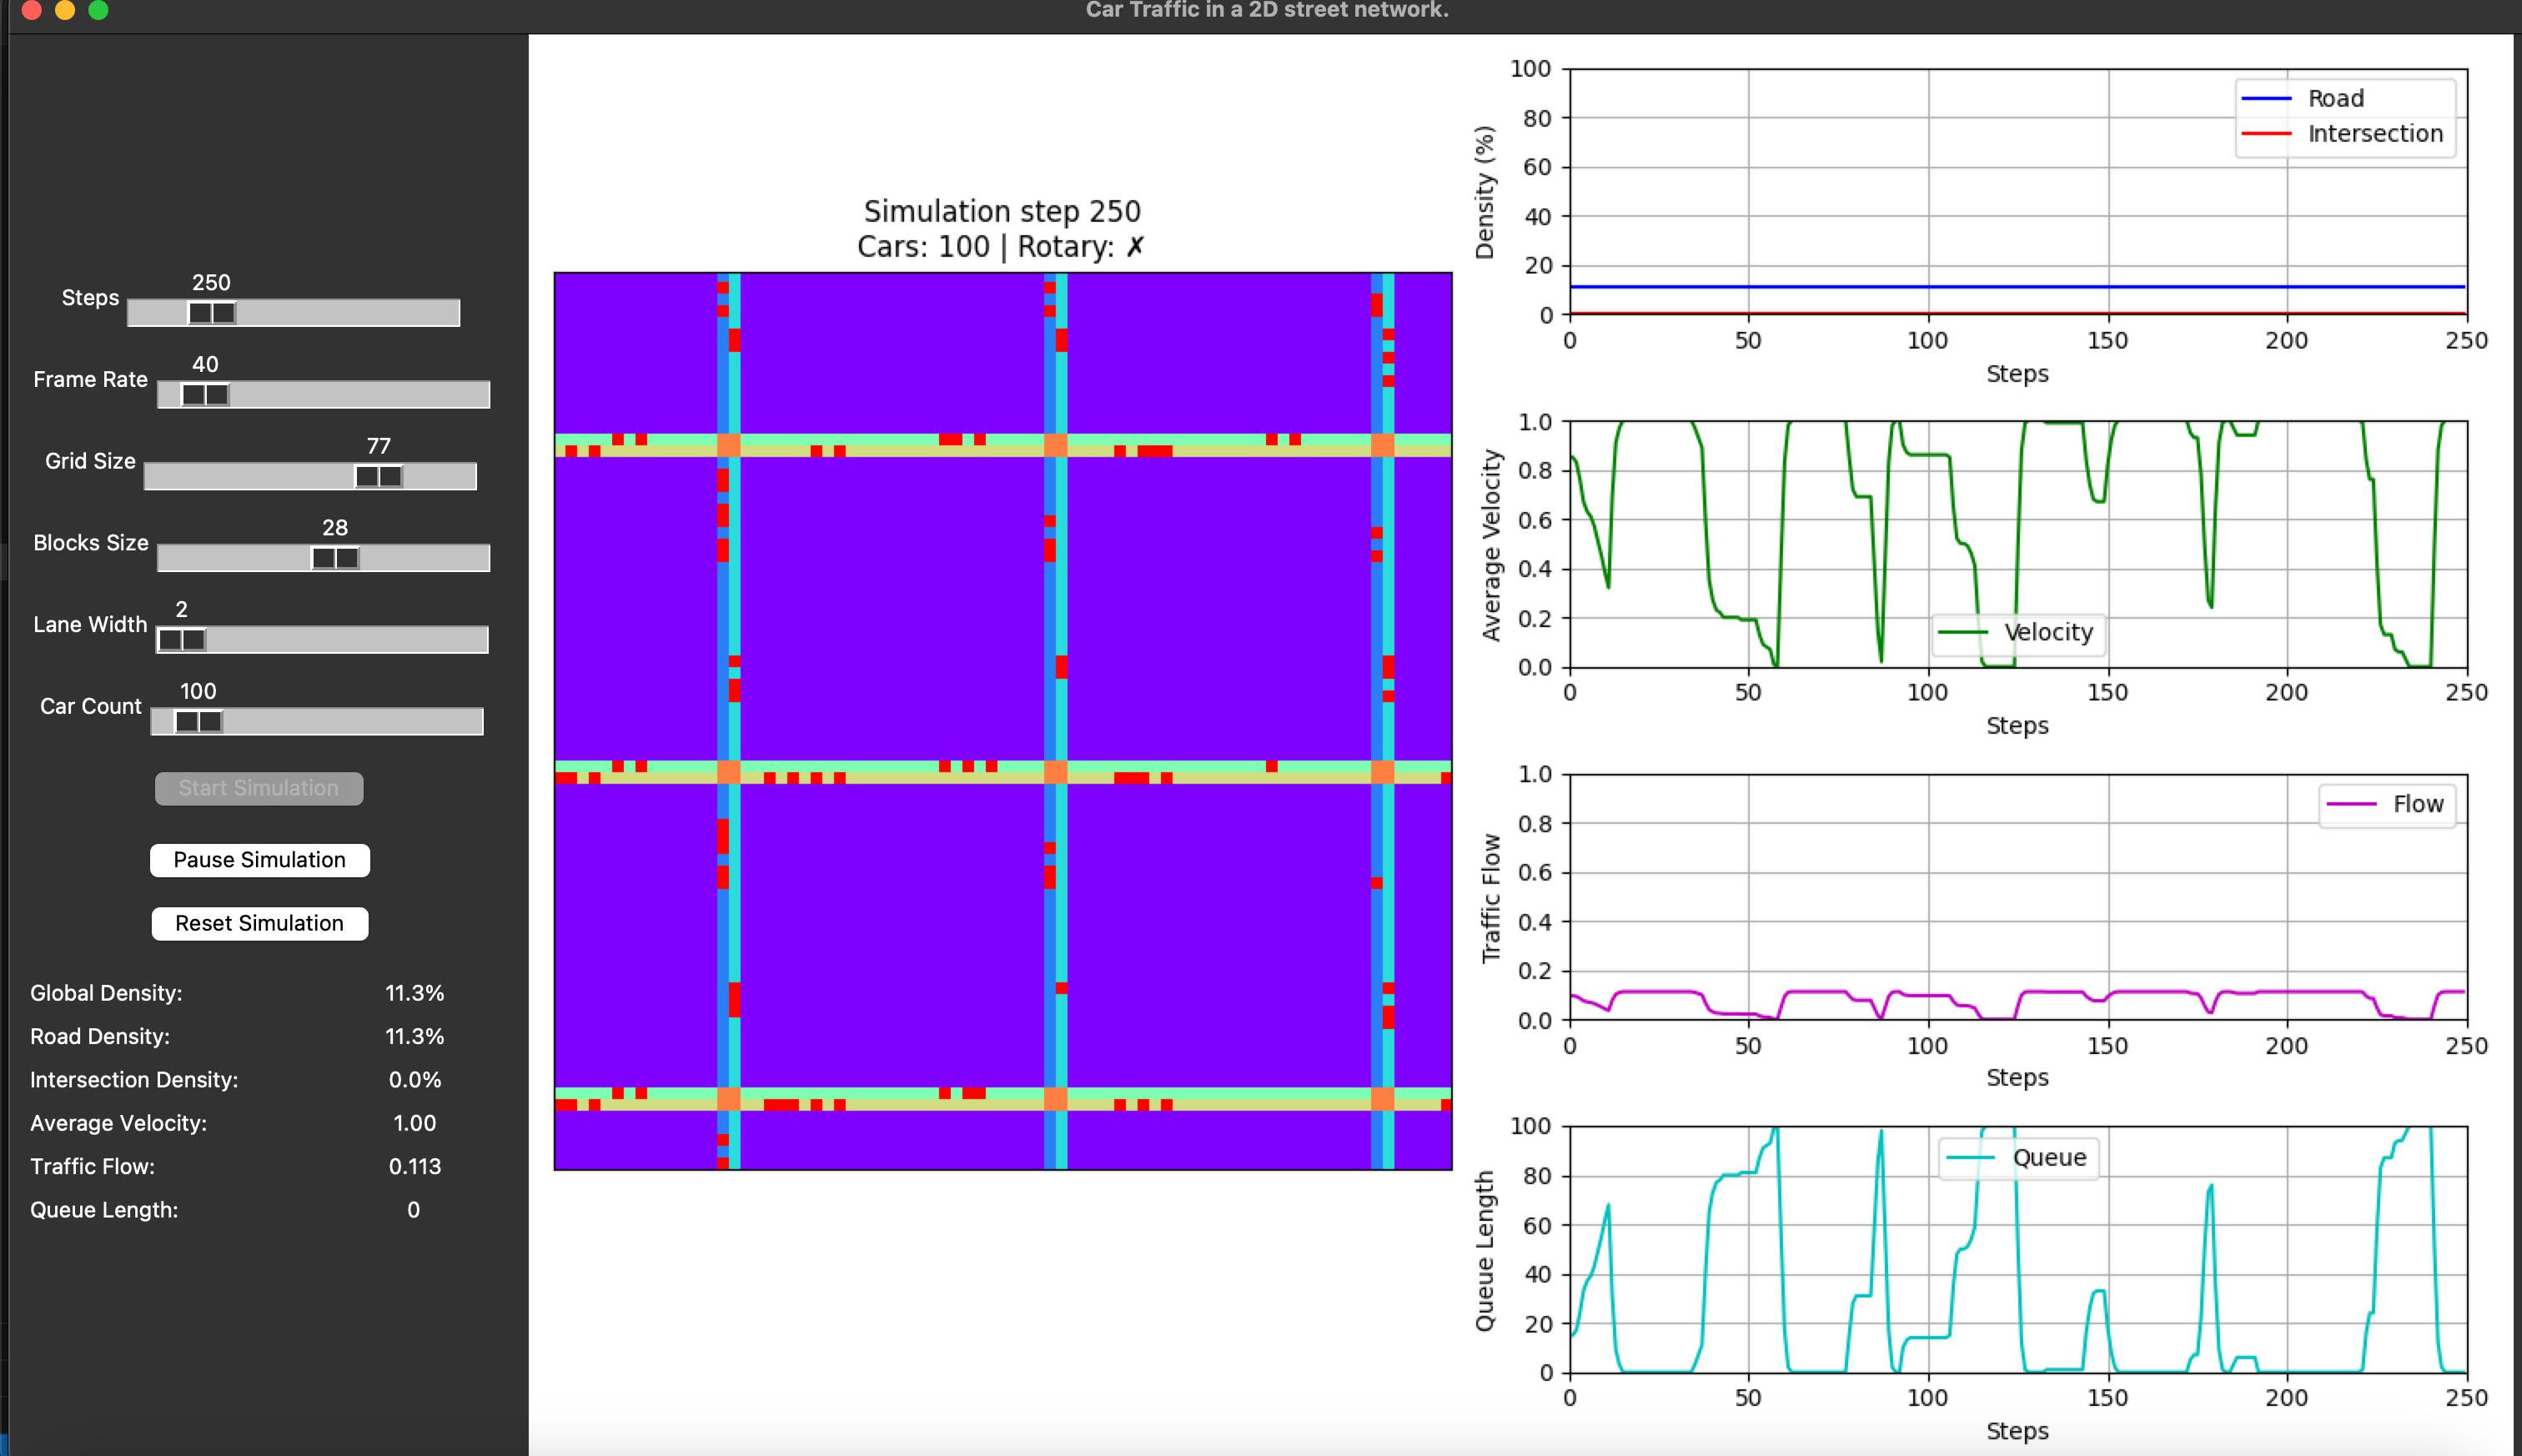 Car Traffic in a 2D street network.
Steps
250
Frame Rate
40
Grid Size
77
Blocks Size
28
Lane Width
2
Car Count
100
Start Simulation
Pause Simulation
Reset Simulation
Global Density: 11.3%
Road Density: 11.3%
Intersection Density: 0.0%
Average Velocity: 1.00
Traffic Flow: 0.113
Queue Length: 0
Simulation step 250
Cars: 100 | Rotary: ✗
Density (%)
100
80
60
40
20
0
Road
Intersection
0 50 100 150 200 250
Steps
Average Velocity
1.0
0.8
0.6
0.4
0.2
0.0
Velocity
0 50 100 150 200 250
Steps
Traffic Flow
1.0
0.8
0.6
0.4
0.2
0.0
Flow
0 50 100 150 200 250
Steps
Queue Length
100
80
60
40
20
0
Queue
0 50 100 150 200 250
Steps